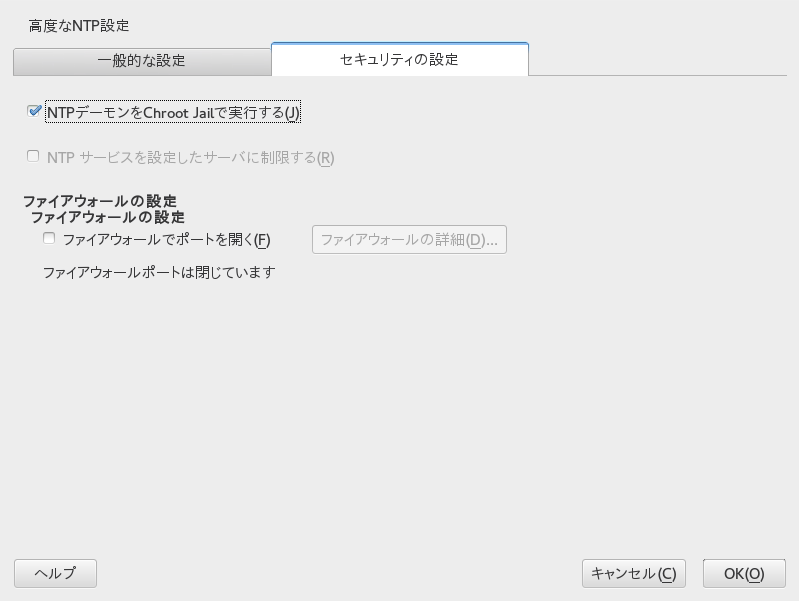 高度なNTP設定
一般的な設定 セキュリティの設定
NTPデーモンをChroot Jailで実行する(J)
NTP サービスを設定したサーバに制限する(R)
ファイアウォールの設定
ファイアウォールの設定
ファイアウォールでポートを開く(F) ファイアウォールの詳細(D)...
ファイアウォールポートは閉じています
ヘルプ キャンセル(C) OK(O)